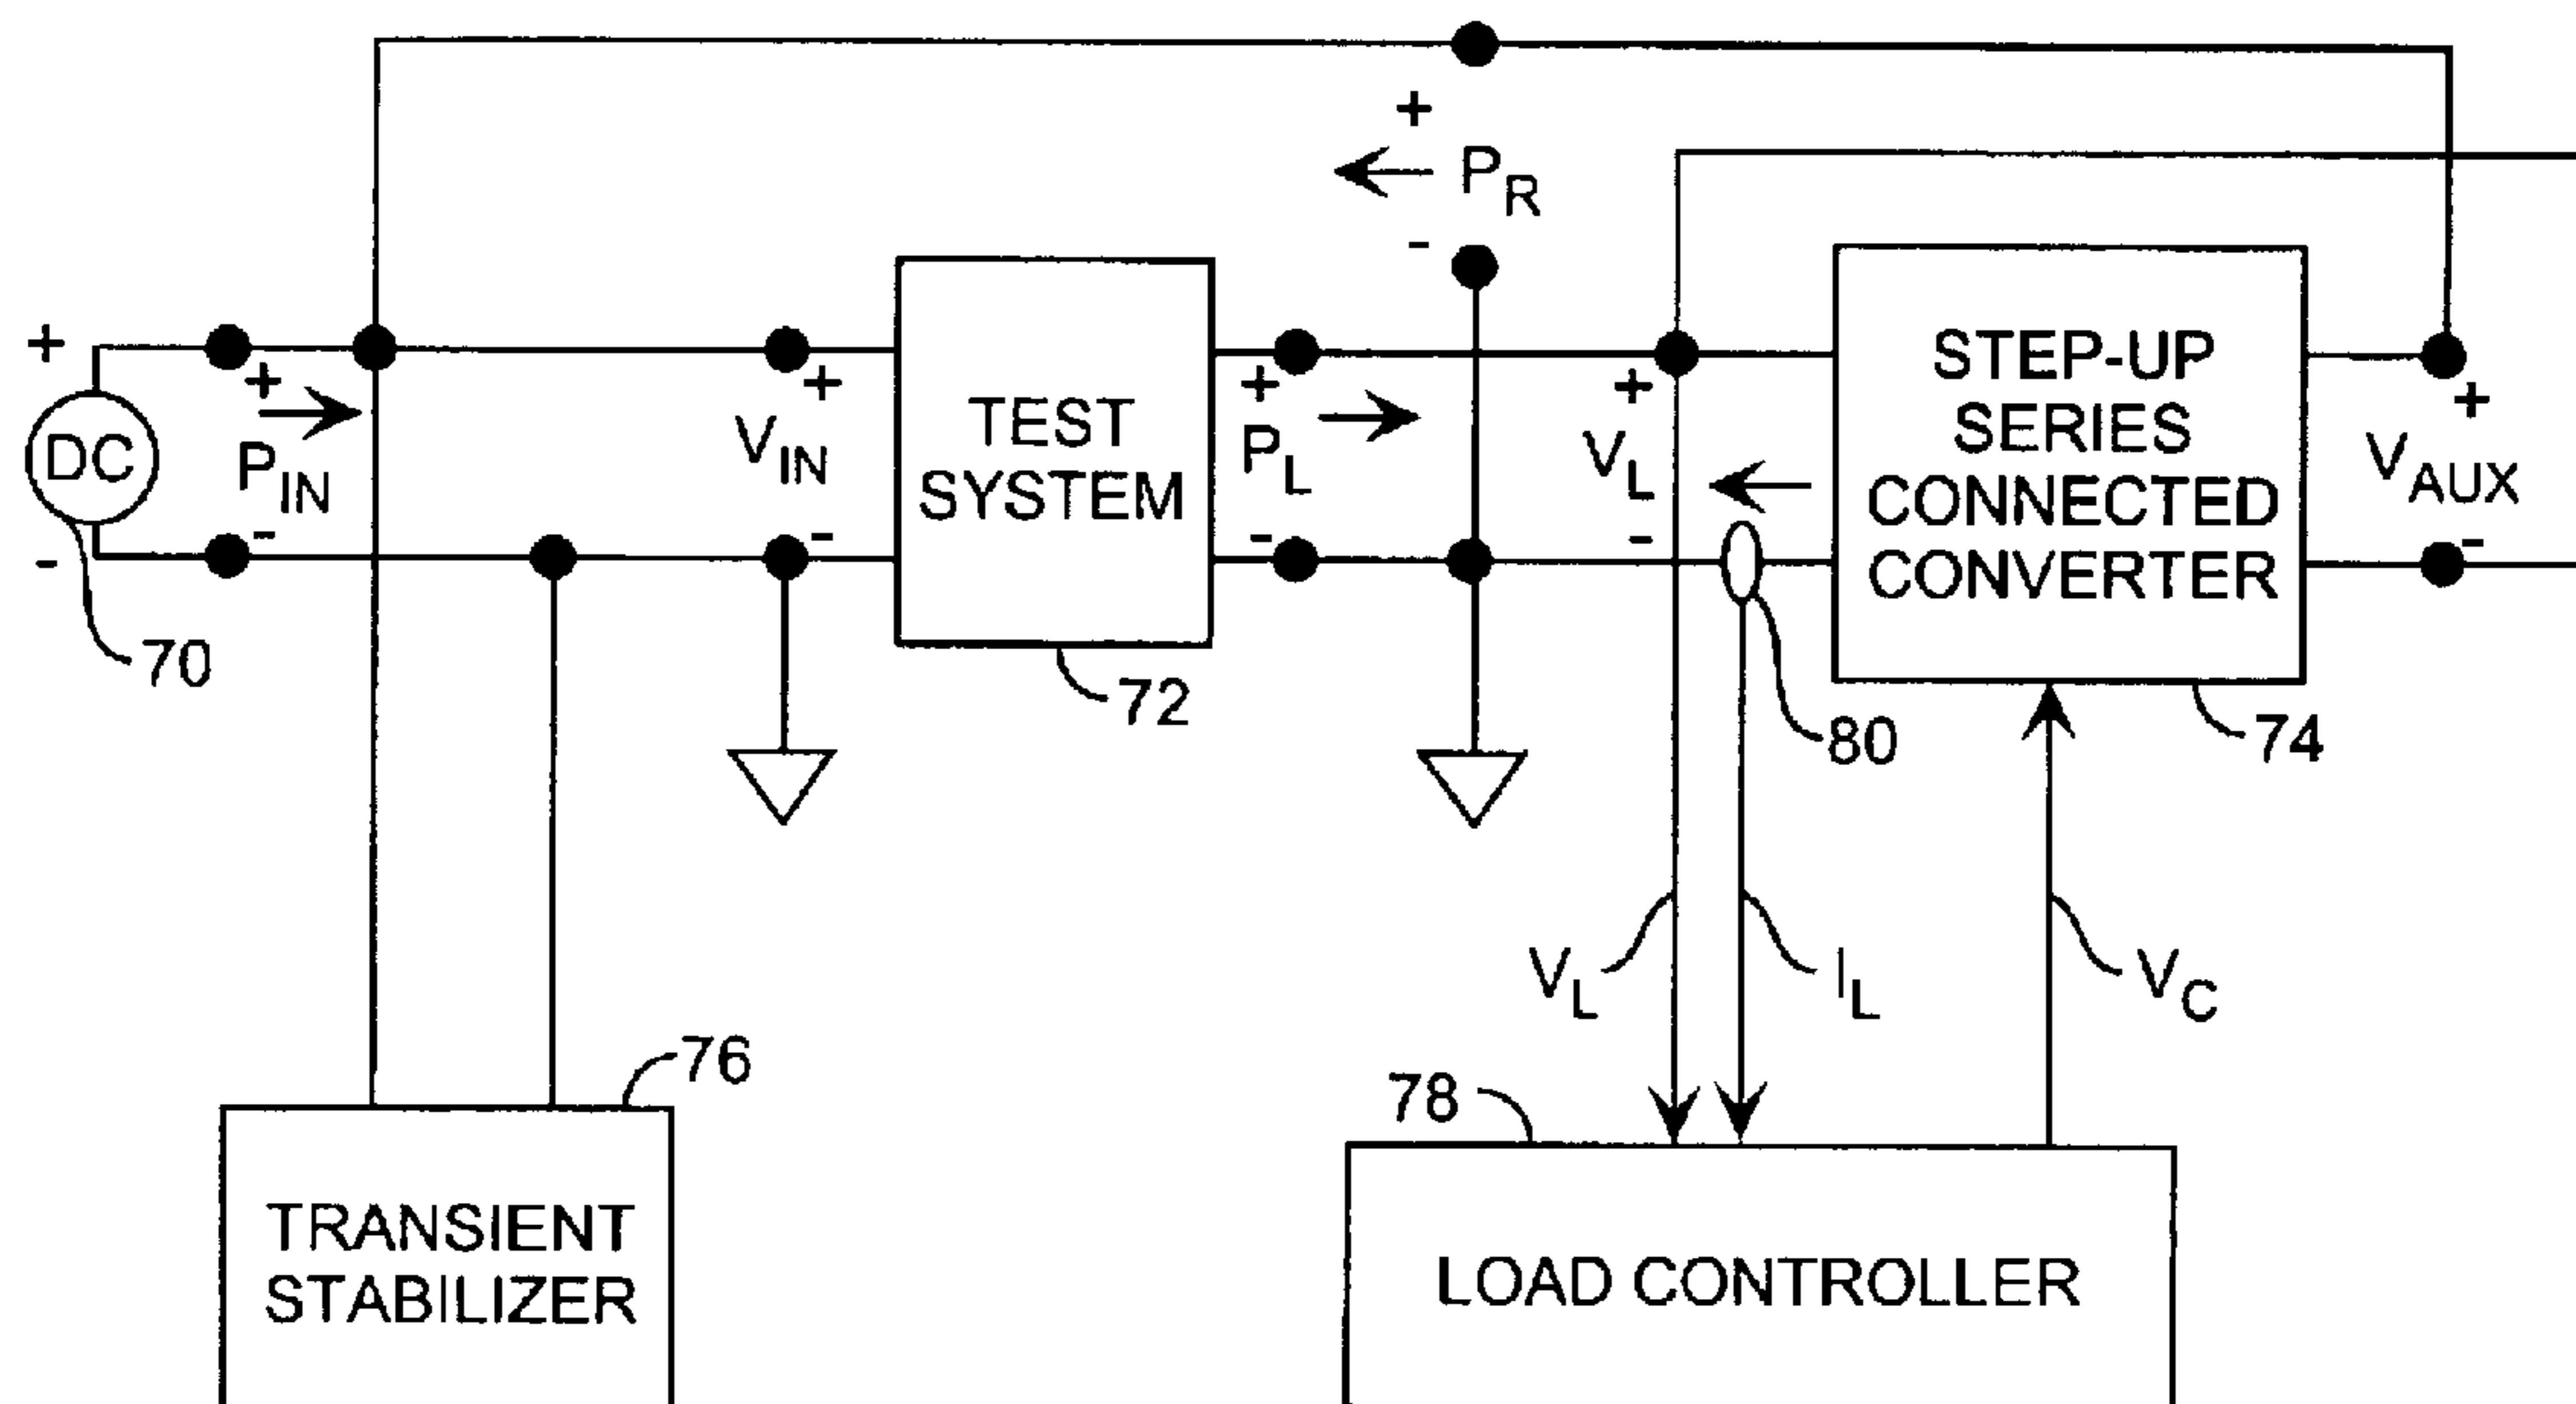 +
P_R
-
+
DC
-
70
+
P_IN
-
+
V_IN
-
TEST
SYSTEM
72
+
P_L
-
+
V_L
-
80
STEP-UP
SERIES
CONNECTED
CONVERTER
74
+
V_AUX
-
V_L
I_L
V_C
76
TRANSIENT
STABILIZER
78
LOAD CONTROLLER